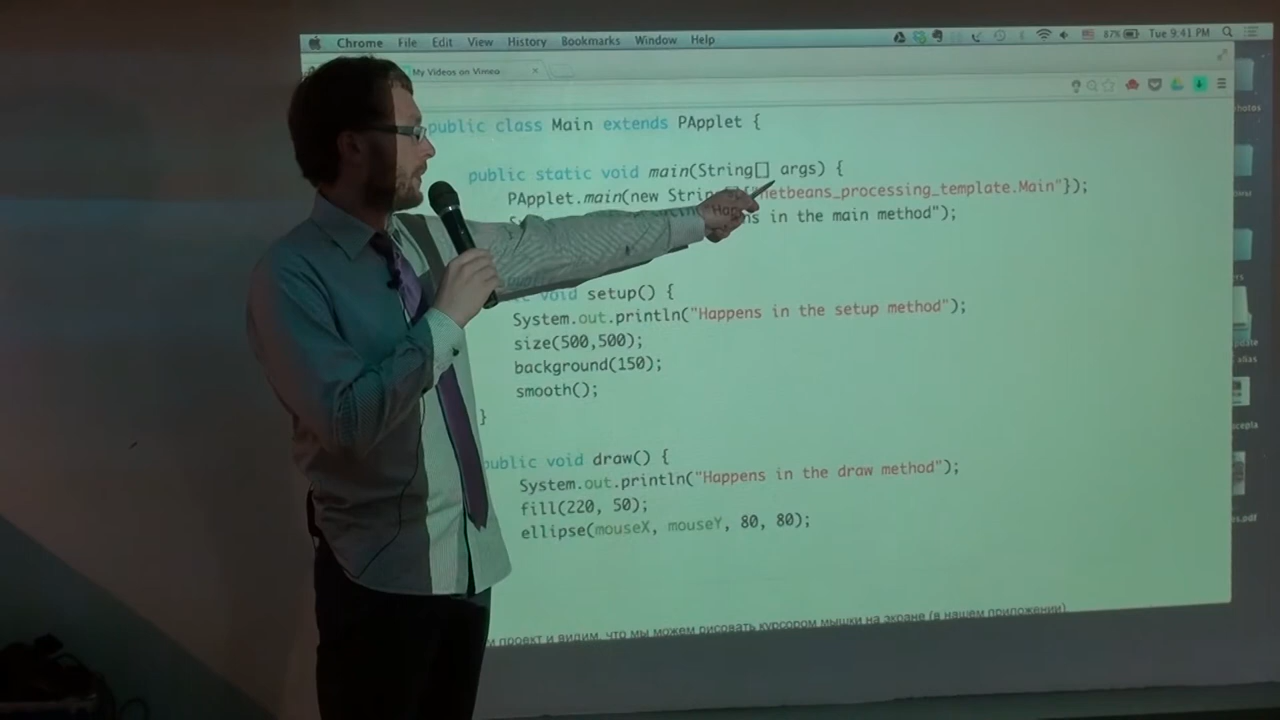 Chrome File Edit View History Bookmarks Window Help 87% Tue 9:41 PM
My Videos on Vimeo ×
public class Main extends PApplet {
public static void main(String[] args) {
PApplet.main(new String netbeans_processing_template.Main"});
"Happens in the main method");
void setup() {
System.out.println("Happens in the setup method");
size(500,500);
background(150);
smooth();
}
public void draw() {
System.out.println("Happens in the draw method");
fill(220, 50);
ellipse(mouseX, mouseY, 80, 80);
проект и видим, что мы можем рисовать курсором мышки на экране (в нашем приложении)
alias